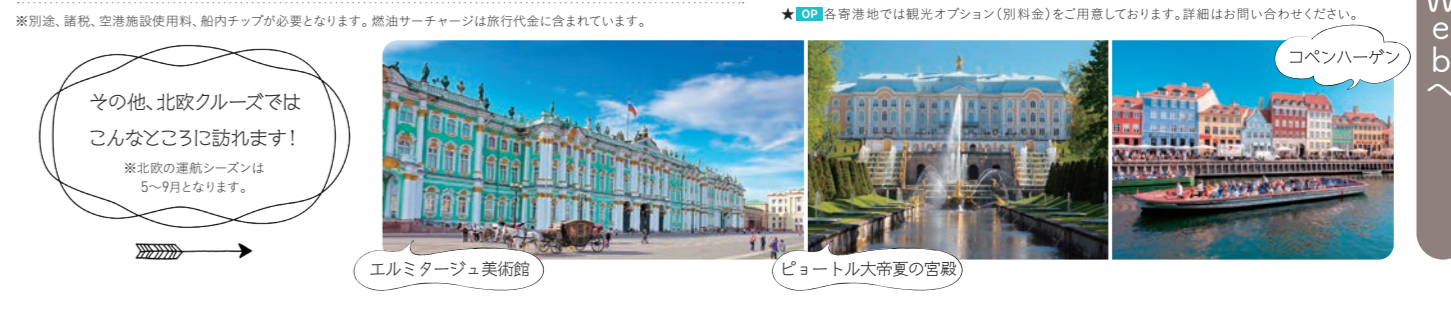 ※別途、諸税、空港施設使用料、船内チップが必要となります。燃油サーチャージは旅行代金に含まれています。
★ OP 各寄港地では観光オプション(別料金)をご用意しております。詳細はお問い合わせください。
その他、北欧クルーズでは
こんなところに訪れます!
※北欧の運航シーズンは
5〜9月となります。
エルミタージュ美術館
ピョートル大帝夏の宮殿
コペンハーゲン
Webへ